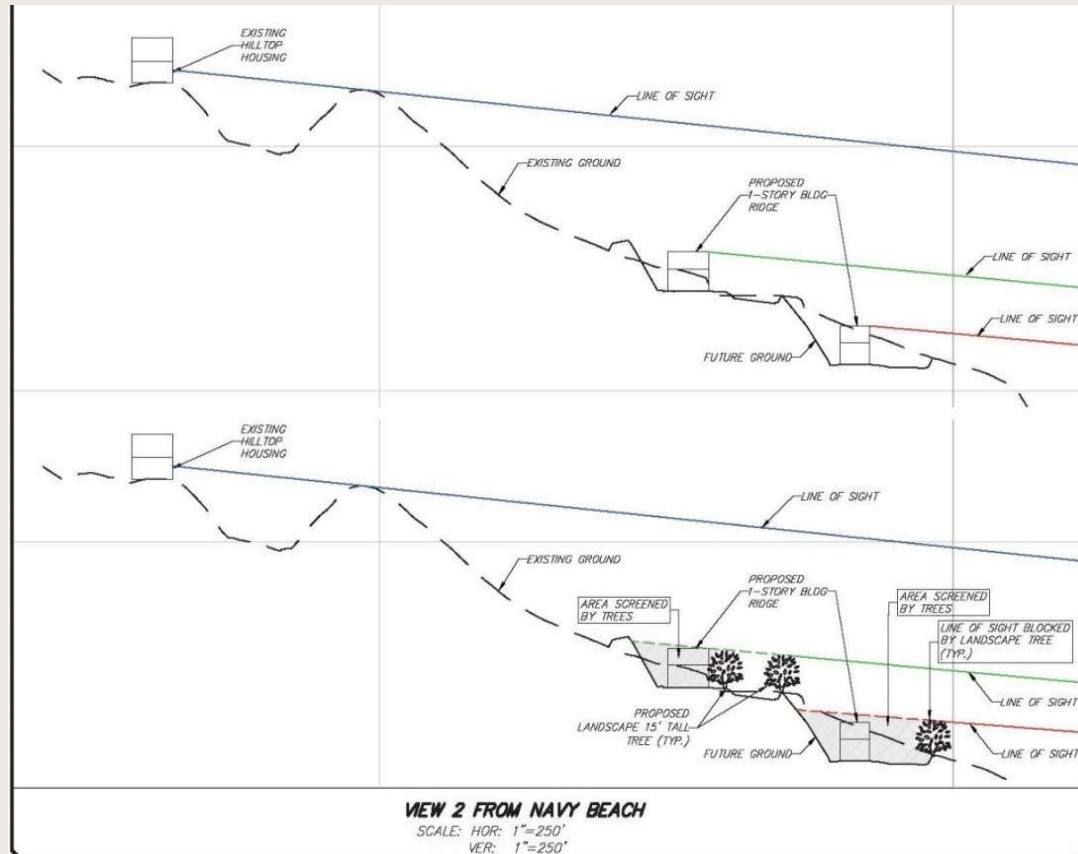 EXISTING
HILLTOP
HOUSING
LINE OF SIGHT
EXISTING GROUND
PROPOSED
1-STORY BLDG
RIDGE
LINE OF SIGHT
LINE OF SIGHT
FUTURE GROUND
EXISTING
HILLTOP
HOUSING
LINE OF SIGHT
EXISTING GROUND
PROPOSED
1-STORY BLDG
RIDGE
AREA SCREENED
BY TREES
AREA SCREENED
BY TREES
LINE OF SIGHT BLOCKED
BY LANDSCAPE TREE
(TYP.)
LINE OF SIGHT
PROPOSED
LANDSCAPE 15' TALL
TREE (TYP.)
FUTURE GROUND
LINE OF SIGHT
VIEW 2 FROM NAVY BEACH
SCALE: HOR: 1"=250'
VER: 1"=250'